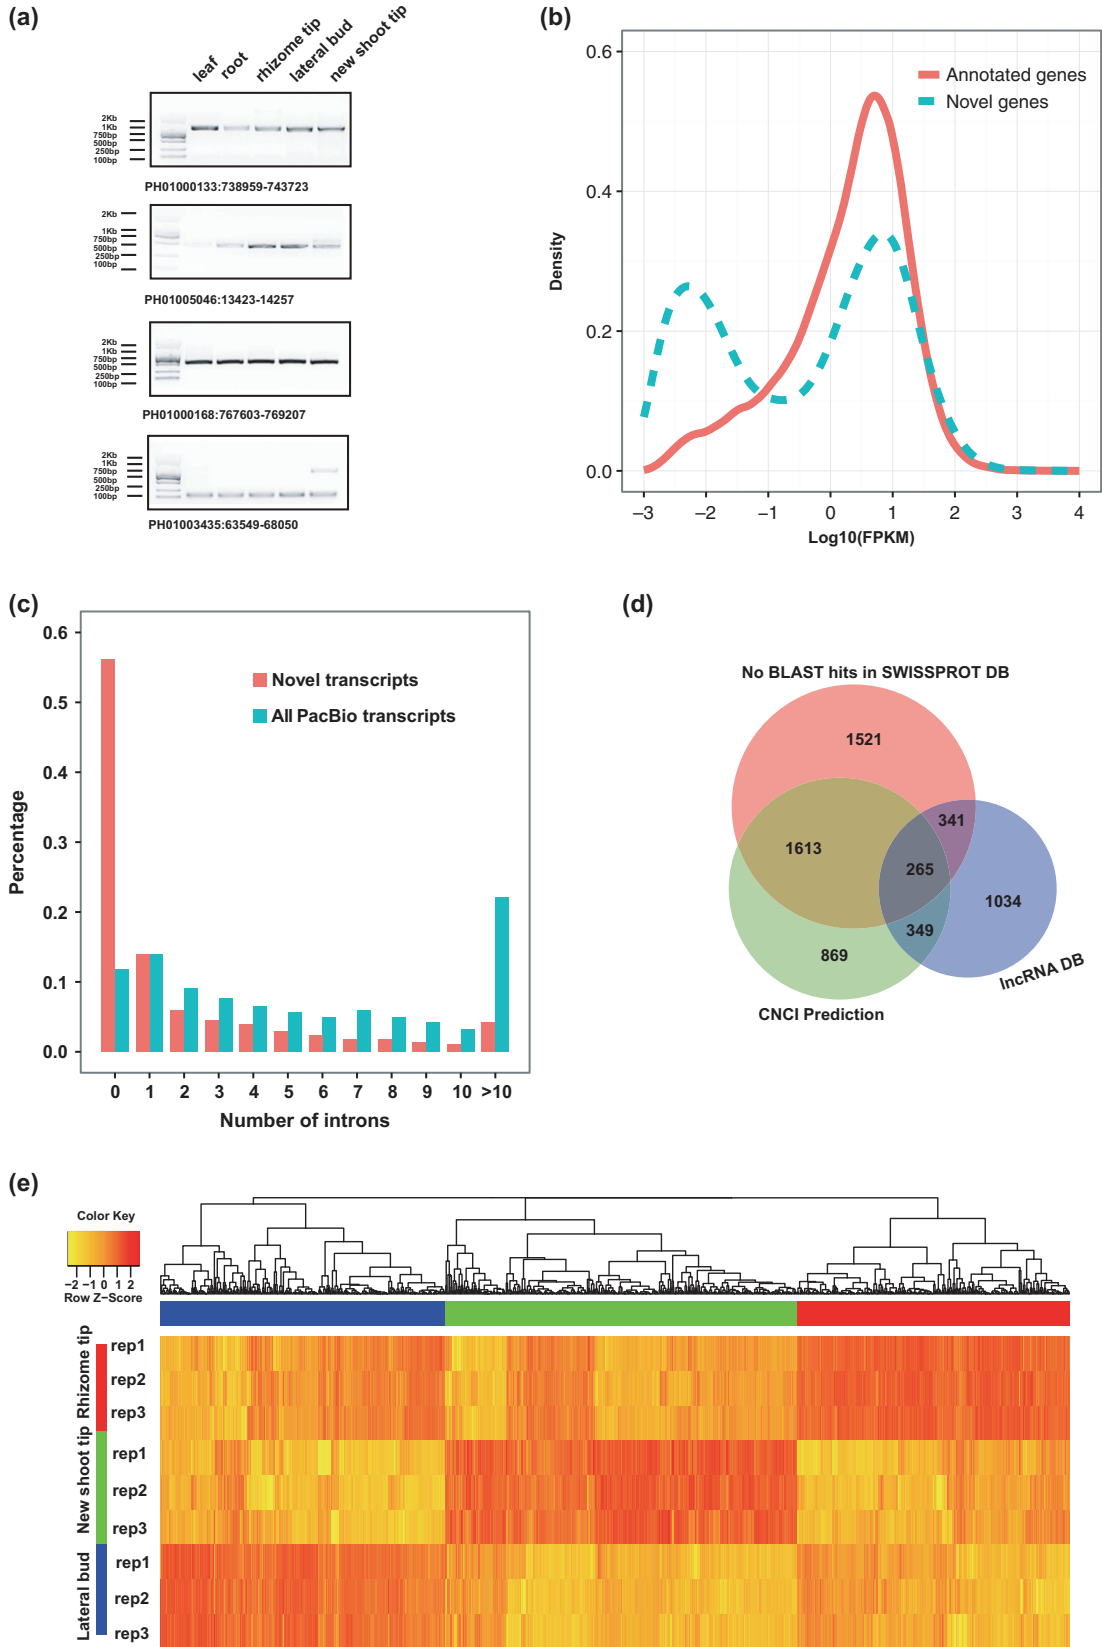 (a)
leaf
root
rhizome tip
lateral bud
new shoot tip
2Kb
1Kb
750bp
500bp
250bp
100bp
PH01000133:738959-743723
2Kb
1Kb
750bp
500bp
250bp
100bp
PH01005046:13423-14257
2Kb
1Kb
750bp
500bp
250bp
100bp
PH01000168:767603-769207
2Kb
1Kb
750bp
500bp
250bp
100bp
PH01003435:63549-68050
(b)
0.6
0.4
0.2
0.0
Density
Annotated genes
Novel genes
−3 −2 −1 0 1 2 3 4
Log10(FPKM)
(c)
0.6
0.5
0.4
0.3
0.2
0.1
0.0
Percentage
Novel transcripts
All PacBio transcripts
0 1 2 3 4 5 6 7 8 9 10 >10
Number of introns
(d)
No BLAST hits in SWISSPROT DB
1521
341
1613
265
1034
349
869
lncRNA DB
CNCI Prediction
(e)
Color Key
−2 −1 0 1 2
Row Z−Score
Rhizome tip
rep1
rep2
rep3
New shoot tip
rep1
rep2
rep3
Lateral bud
rep1
rep2
rep3